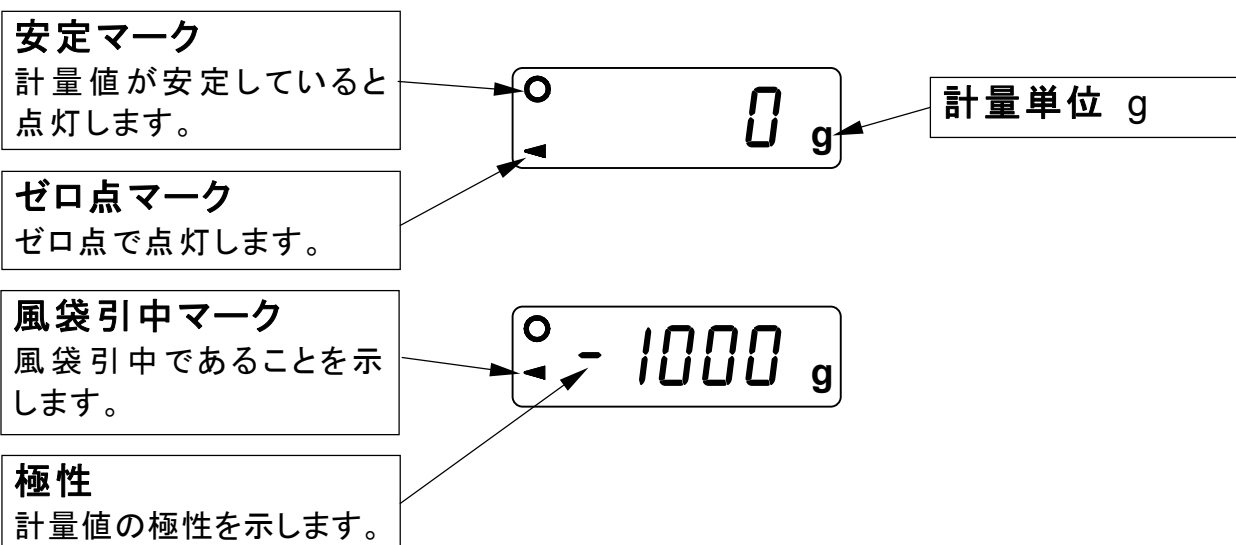 安定マーク
計量値が安定していると
点灯します。
0 g
計量単位 g
ゼロ点マーク
ゼロ点で点灯します。
風袋引中マーク
風袋引中であることを示
します。
- 1000 g
極性
計量値の極性を示します。